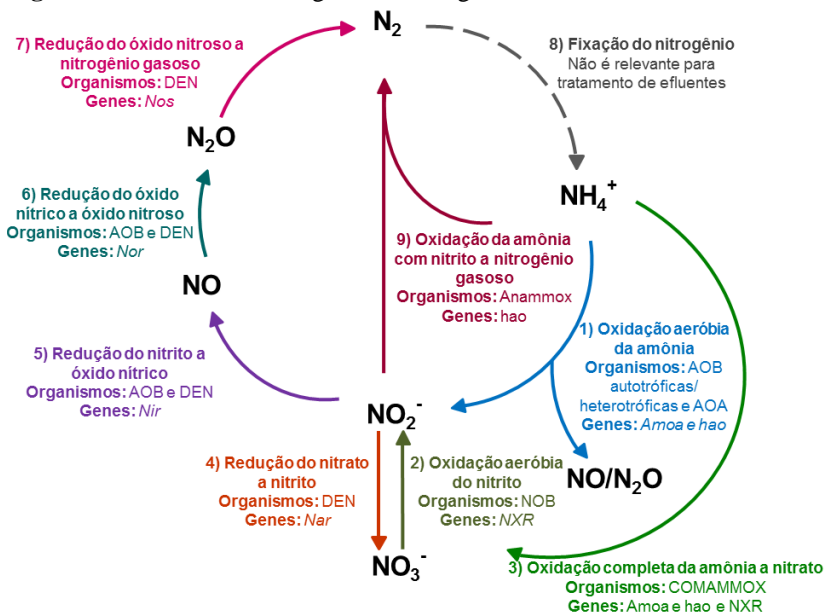 N2
7) Redução do óxido nitroso a
nitrogênio gasoso
Organismos: DEN
Genes: Nos
8) Fixação do nitrogênio
Não é relevante para
tratamento de efluentes
N2O
NH4+
6) Redução do óxido
nítrico a óxido nitroso
Organismos: AOB e DEN
Genes: Nor
9) Oxidação da amônia
com nitrito a nitrogênio
gasoso
Organismos: Anammox
Genes: hao
NO
1) Oxidação aeróbia
da amônia
Organismos: AOB
autotróficas/
heterotróficas e AOA
Genes: Amoa e hao
5) Redução do nitrito a
óxido nítrico
Organismos: AOB e DEN
Genes: Nir
NO2-
4) Redução do nitrato
a nitrito
Organismos: DEN
Genes: Nar
2) Oxidação aeróbia
do nitrito
Organismos: NOB
Genes: NXR
NO/N2O
NO3-
3) Oxidação completa da amônia a nitrato
Organismos: COMAMMOX
Genes: Amoa e hao e NXR